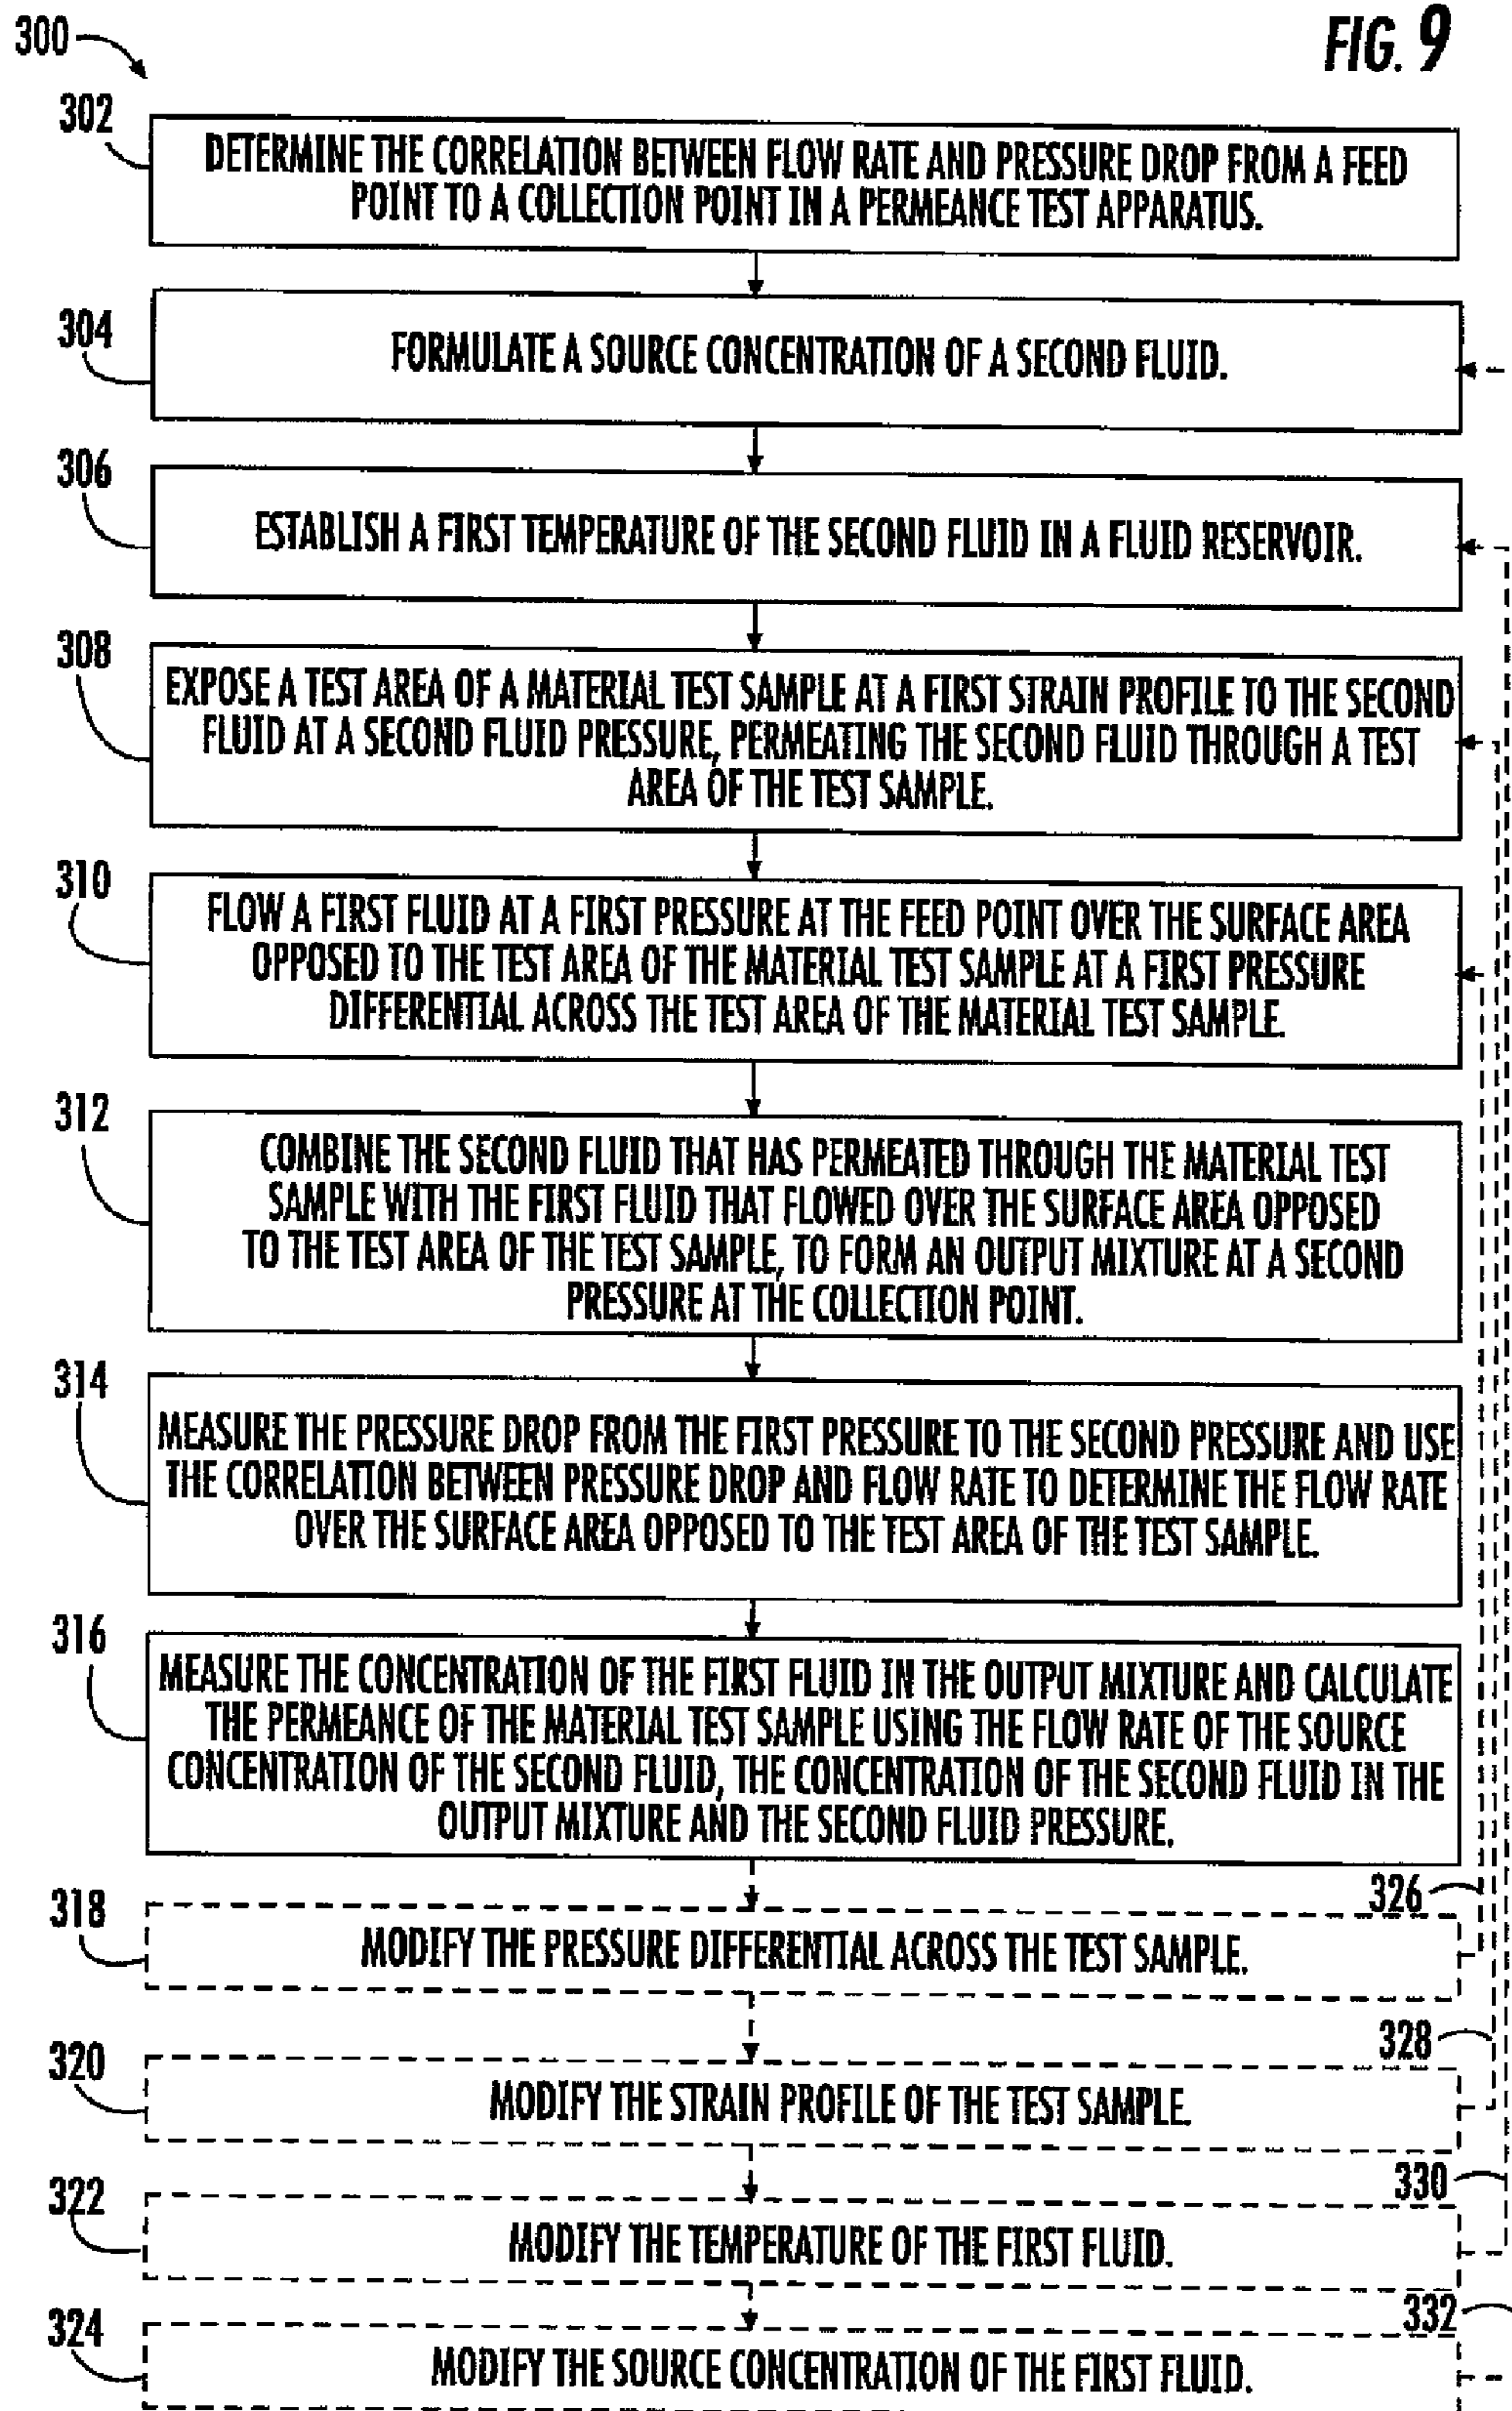 300
FIG. 9
302
DETERMINE THE CORRELATION BETWEEN FLOW RATE AND PRESSURE DROP FROM A FEED
POINT TO A COLLECTION POINT IN A PERMEANCE TEST APPARATUS.
304
FORMULATE A SOURCE CONCENTRATION OF A SECOND FLUID.
306
ESTABLISH A FIRST TEMPERATURE OF THE SECOND FLUID IN A FLUID RESERVOIR.
308
EXPOSE A TEST AREA OF A MATERIAL TEST SAMPLE AT A FIRST STRAIN PROFILE TO THE SECOND
FLUID AT A SECOND FLUID PRESSURE, PERMEATING THE SECOND FLUID THROUGH A TEST
AREA OF THE TEST SAMPLE.
310
FLOW A FIRST FLUID AT A FIRST PRESSURE AT THE FEED POINT OVER THE SURFACE AREA
OPPOSED TO THE TEST AREA OF THE MATERIAL TEST SAMPLE AT A FIRST PRESSURE
DIFFERENTIAL ACROSS THE TEST AREA OF THE MATERIAL TEST SAMPLE.
312
COMBINE THE SECOND FLUID THAT HAS PERMEATED THROUGH THE MATERIAL TEST
SAMPLE WITH THE FIRST FLUID THAT FLOWED OVER THE SURFACE AREA OPPOSED
TO THE TEST AREA OF THE TEST SAMPLE, TO FORM AN OUTPUT MIXTURE AT A SECOND
PRESSURE AT THE COLLECTION POINT.
314
MEASURE THE PRESSURE DROP FROM THE FIRST PRESSURE TO THE SECOND PRESSURE AND USE
THE CORRELATION BETWEEN PRESSURE DROP AND FLOW RATE TO DETERMINE THE FLOW RATE
OVER THE SURFACE AREA OPPOSED TO THE TEST AREA OF THE TEST SAMPLE.
316
MEASURE THE CONCENTRATION OF THE FIRST FLUID IN THE OUTPUT MIXTURE AND CALCULATE
THE PERMEANCE OF THE MATERIAL TEST SAMPLE USING THE FLOW RATE OF THE SOURCE
CONCENTRATION OF THE SECOND FLUID, THE CONCENTRATION OF THE SECOND FLUID IN THE
OUTPUT MIXTURE AND THE SECOND FLUID PRESSURE.
326
318
MODIFY THE PRESSURE DIFFERENTIAL ACROSS THE TEST SAMPLE.
328
320
MODIFY THE STRAIN PROFILE OF THE TEST SAMPLE.
330
322
MODIFY THE TEMPERATURE OF THE FIRST FLUID.
332
324
MODIFY THE SOURCE CONCENTRATION OF THE FIRST FLUID.